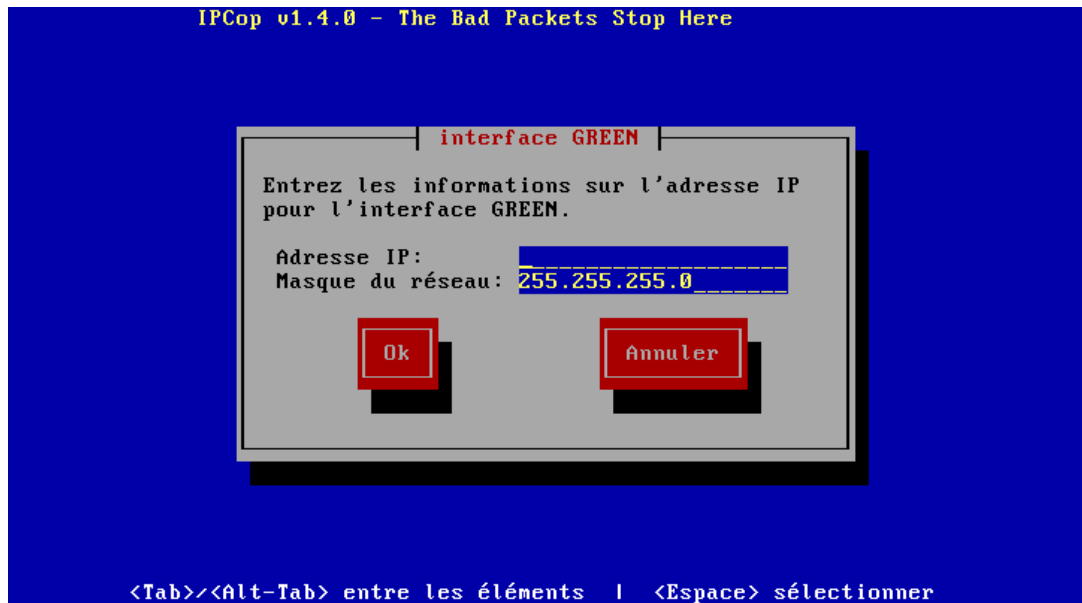 IPCop v1.4.0 - The Bad Packets Stop Here
interface GREEN
Entrez les informations sur l'adresse IP
pour l'interface GREEN.
Adresse IP:
Masque du réseau: 255.255.255.0
Ok Annuler
<Tab>/<Alt-Tab> entre les éléments | <Espace> sélectionner